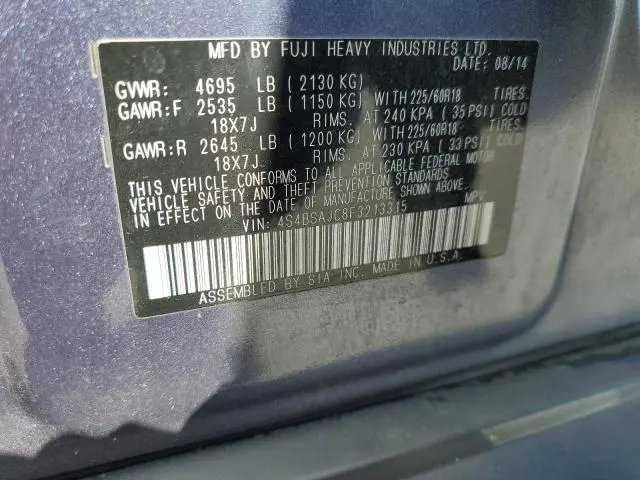 MFD BY FUJI HEAVY INDUSTRIES LTD.
DATE: 08/14
GVWR: 4695 LB ( 2130 KG)
GAWR:F 2535 LB ( 1150 KG) WITH 225/60R18 TIRES.
18X7J RIMS. AT 240 KPA ( 35 PSI) COLD
GAWR:R 2645 LB ( 1200 KG) WITH 225/60R18 TIRES.
18X7J RIMS. AT 230 KPA ( 33 PSI) COLD
THIS VEHICLE CONFORMS TO ALL APPLICABLE FEDERAL MOTOR
VEHICLE SAFETY AND THEFT PREVENTION STANDARDS
IN EFFECT ON THE DATE OF MANUFACTURE SHOWN ABOVE.
VIN: 4S4BSAJC8F3213315 MPV
ASSEMBLED BY SIA INC. MADE IN U.S.A.